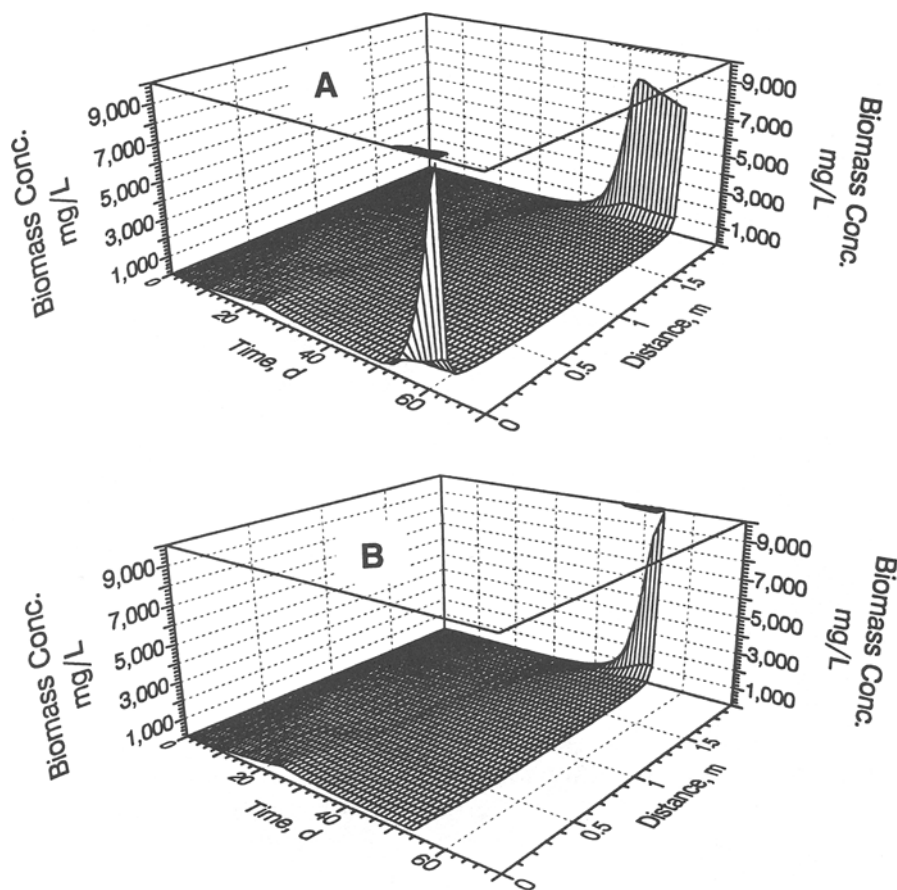 A
9,000
7,000
5,000
3,000
1,000
Biomass Conc.
mg/L
0
20
40
60
Time, d
0
0.5
1
1.5
Distance, m
9,000
7,000
5,000
3,000
1,000
Biomass Conc.
mg/L
B
9,000
7,000
5,000
3,000
1,000
Biomass Conc.
mg/L
0
20
40
60
Time, d
0
0.5
1
1.5
Distance, m
9,000
7,000
5,000
3,000
1,000
Biomass Conc.
mg/L